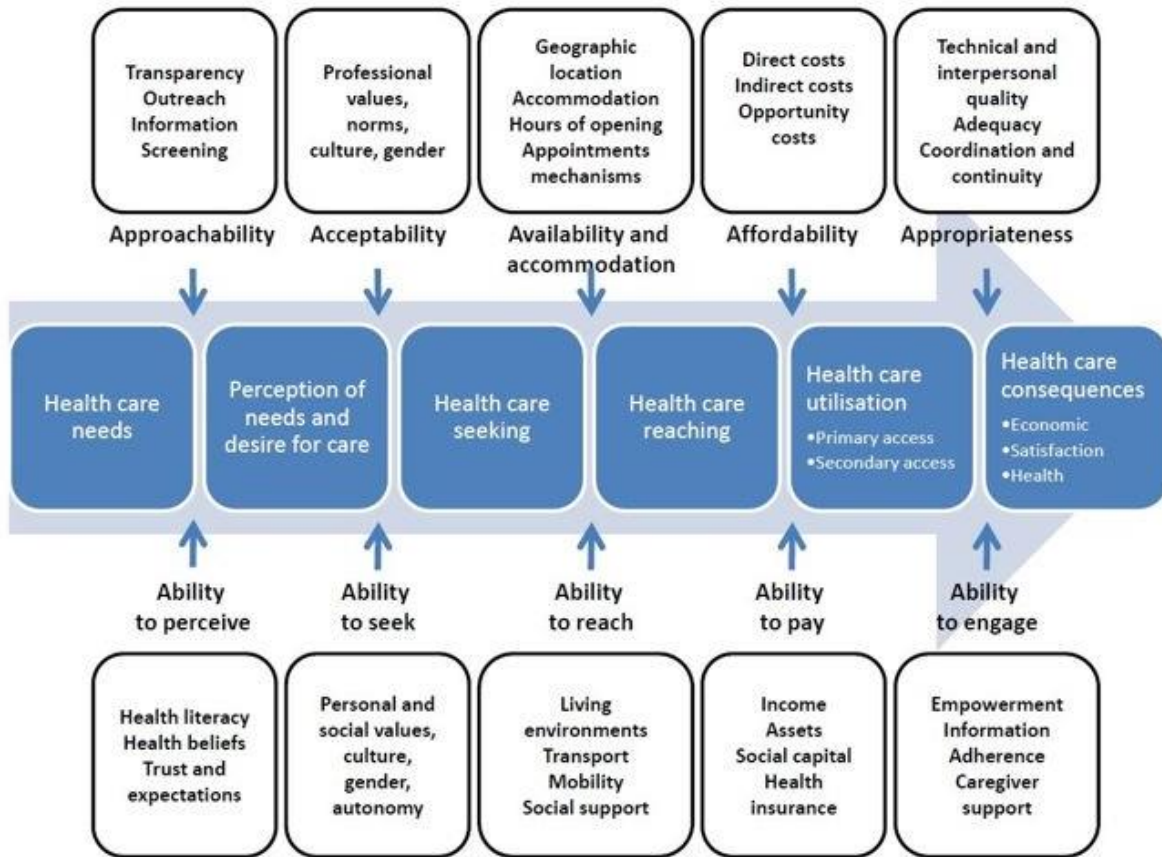 Transparency
Outreach
Information
Screening
Professional
values,
norms,
culture, gender
Geographic
location
Accommodation
Hours of opening
Appointments
mechanisms
Direct costs
Indirect costs
Opportunity
costs
Technical and
interpersonal
quality
Adequacy
Coordination and
continuity
Approachability
Acceptability
Availability and
accommodation
Affordability
Appropriateness
Health care
needs
Perception of
needs and
desire for care
Health care
seeking
Health care
reaching
Health care
utilisation
•Primary access
•Secondary access
Health care
consequences
•Economic
•Satisfaction
•Health
Ability
to perceive
Ability
to seek
Ability
to reach
Ability
to pay
Ability
to engage
Health literacy
Health beliefs
Trust and
expectations
Personal and
social values,
culture,
gender,
autonomy
Living
environments
Transport
Mobility
Social support
Income
Assets
Social capital
Health
insurance
Empowerment
Information
Adherence
Caregiver
support